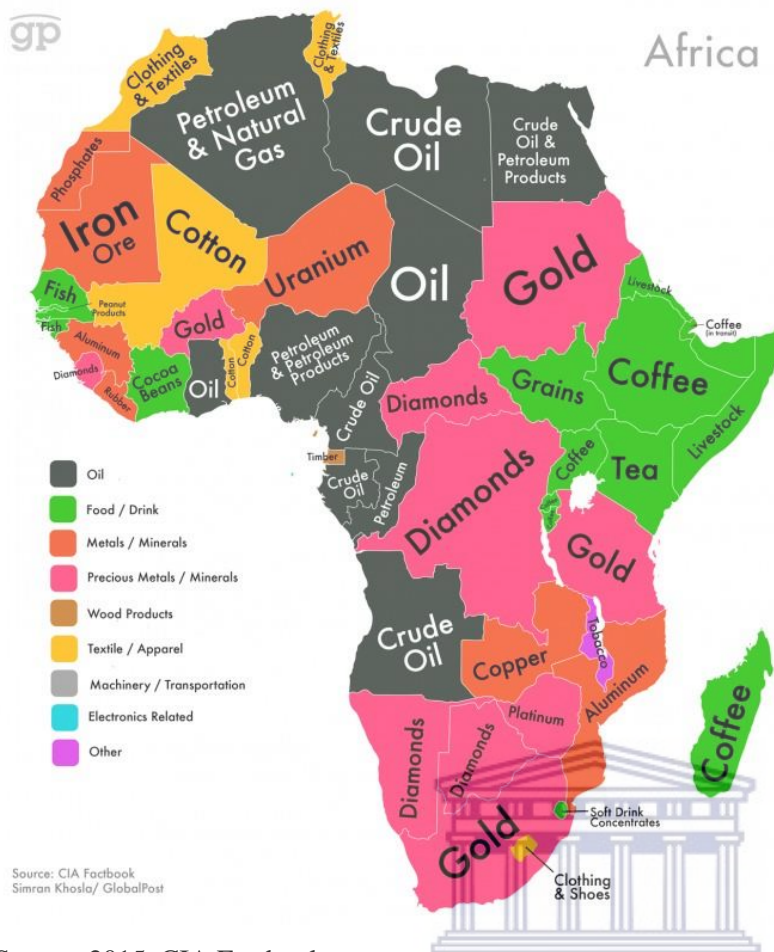 gp
Africa
Clothing
& Textiles
Clothing
& Textiles
Petroleum
& Natural
Gas
Crude
Oil
Crude
Oil &
Petroleum
Products
Phosphates
Iron
Ore
Cotton
Uranium
Oil
Gold
Fish
Peanut
Products
Fish
Gold
Livestock
Coffee
(in transit)
Aluminum
Diamonds
Rubber
Cocoa
Beans
Oil
Cotton
Cotton
Petroleum
& Petroleum
Products
Crude Oil
Diamonds
Grains
Coffee
Livestock
Timber
Crude
Oil
Petroleum
Diamonds
Coffee
Tea
Gold
Oil
Food / Drink
Metals / Minerals
Precious Metals / Minerals
Wood Products
Textile / Apparel
Machinery / Transportation
Electronics Related
Other
Crude
Oil
Copper
Tobacco
Aluminum
Diamonds
Diamonds
Platinum
Coffee
Gold
Soft Drink
Concentrates
Clothing
& Shoes
Source: CIA Factbook
Simran Khosla/ GlobalPost